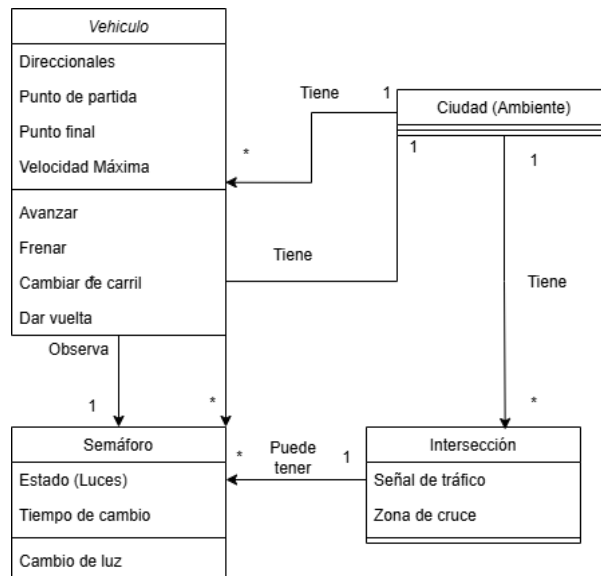 Vehiculo
Direccionales
Punto de partida
Punto final
Velocidad Máxima
Avanzar
Frenar
Cambiar de carril
Dar vuelta
Tiene
1
*
Ciudad (Ambiente)
1
1
Tiene
Tiene
Observa
1
*
*
Semáforo
Estado (Luces)
Tiempo de cambio
Cambio de luz
*
Puede
tener
1
Intersección
Señal de tráfico
Zona de cruce